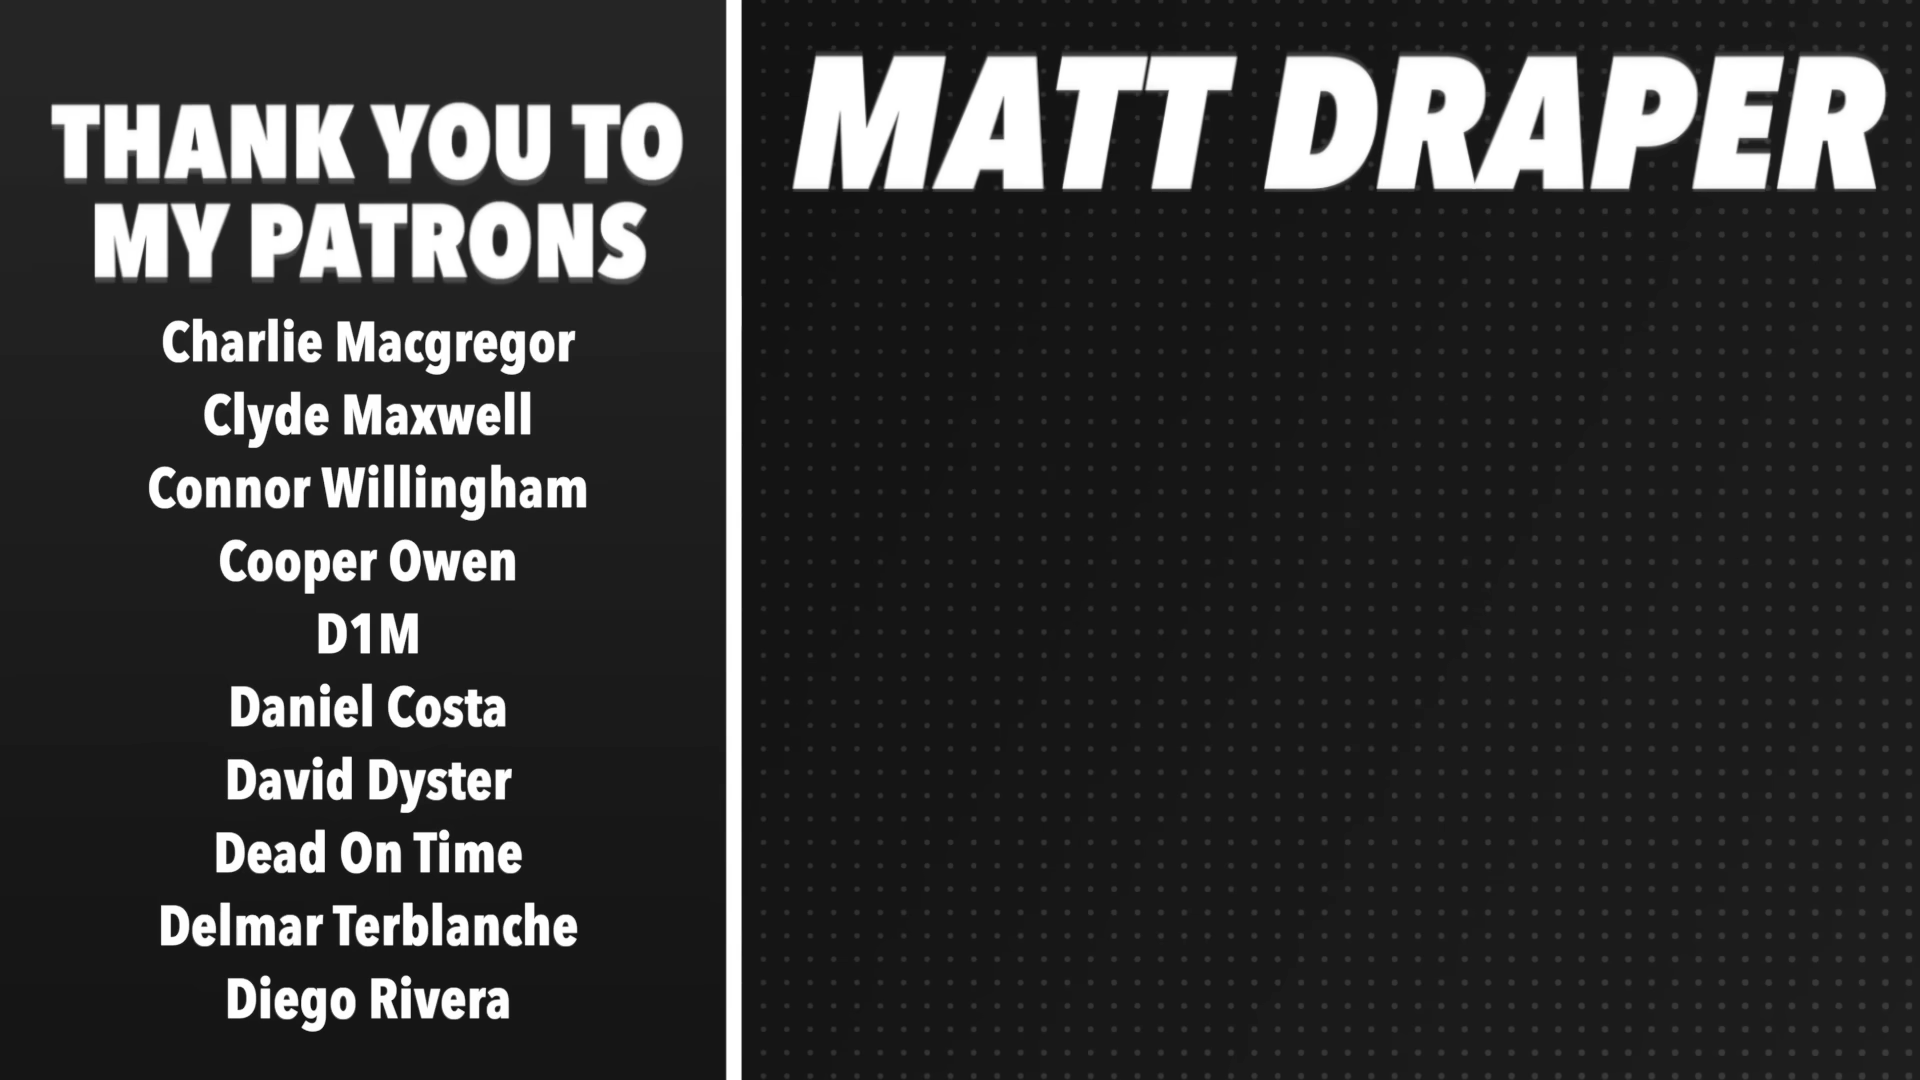 THANK YOU TO
MY PATRONS
Charlie Macgregor
Clyde Maxwell
Connor Willingham
Cooper Owen
D1M
Daniel Costa
David Dyster
Dead On Time
Delmar Terblanche
Diego Rivera
MATT DRAPER